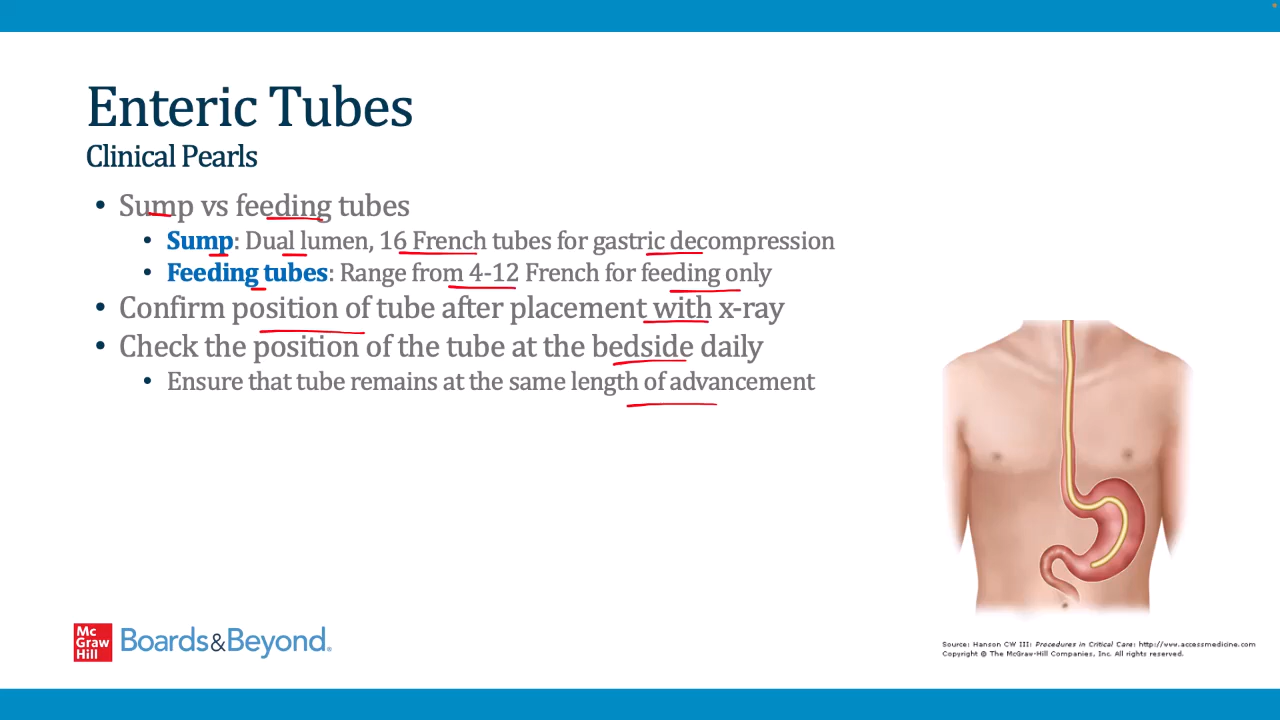 Enteric Tubes
Clinical Pearls
• Sump vs feeding tubes
• Sump: Dual lumen, 16 French tubes for gastric decompression
• Feeding tubes: Range from 4-12 French for feeding only
• Confirm position of tube after placement with x-ray
• Check the position of the tube at the bedside daily
• Ensure that tube remains at the same length of advancement
Mc
Graw
Hill
Boards&Beyond®
Source: Hanson CW III: Procedures in Critical Care: http://www.accessmedicine.com
Copyright © The McGraw-Hill Companies, Inc. All rights reserved.